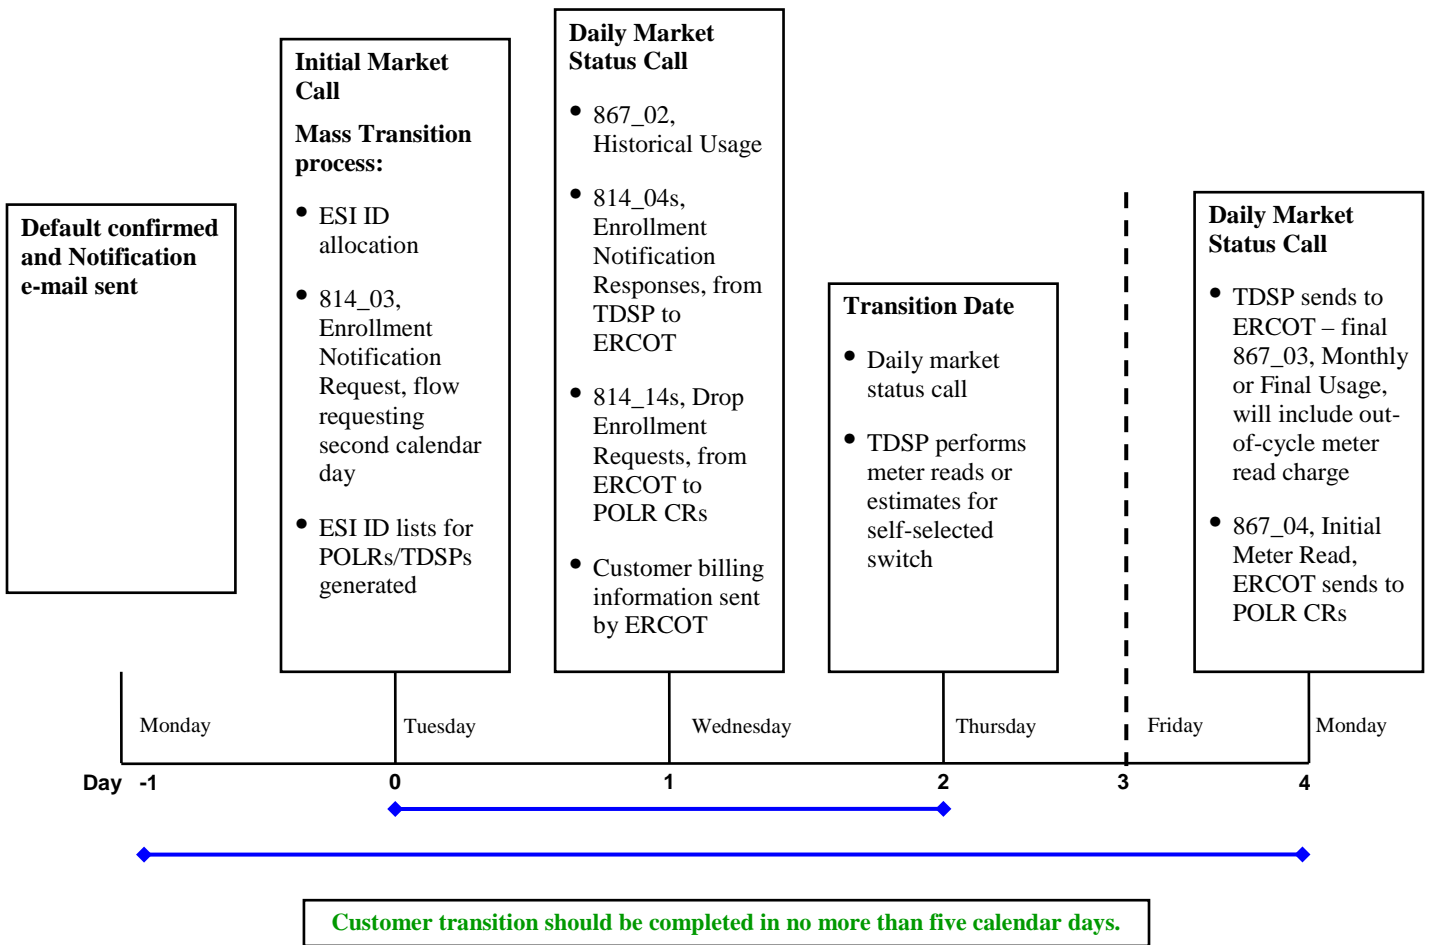 Default confirmed
and Notification
e-mail sent
Initial Market
Call
Mass Transition
process:
• ESI ID
allocation
• 814_03,
Enrollment
Notification
Request, flow
requesting
second calendar
day
• ESI ID lists for
POLRs/TDSPs
generated
Daily Market
Status Call
• 867_02,
Historical Usage
• 814_04s,
Enrollment
Notification
Responses, from
TDSP to
ERCOT
• 814_14s, Drop
Enrollment
Requests, from
ERCOT to
POLR CRs
• Customer billing
information sent
by ERCOT
Transition Date
• Daily market
status call
• TDSP performs
meter reads or
estimates for
self-selected
switch
Daily Market
Status Call
• TDSP sends to
ERCOT – final
867_03, Monthly
or Final Usage,
will include out-
of-cycle meter
read charge
• 867_04, Initial
Meter Read,
ERCOT sends to
POLR CRs
Monday
Tuesday
Wednesday
Thursday
Friday
Monday
Day -1 0 1 2 3 4
Customer transition should be completed in no more than five calendar days.